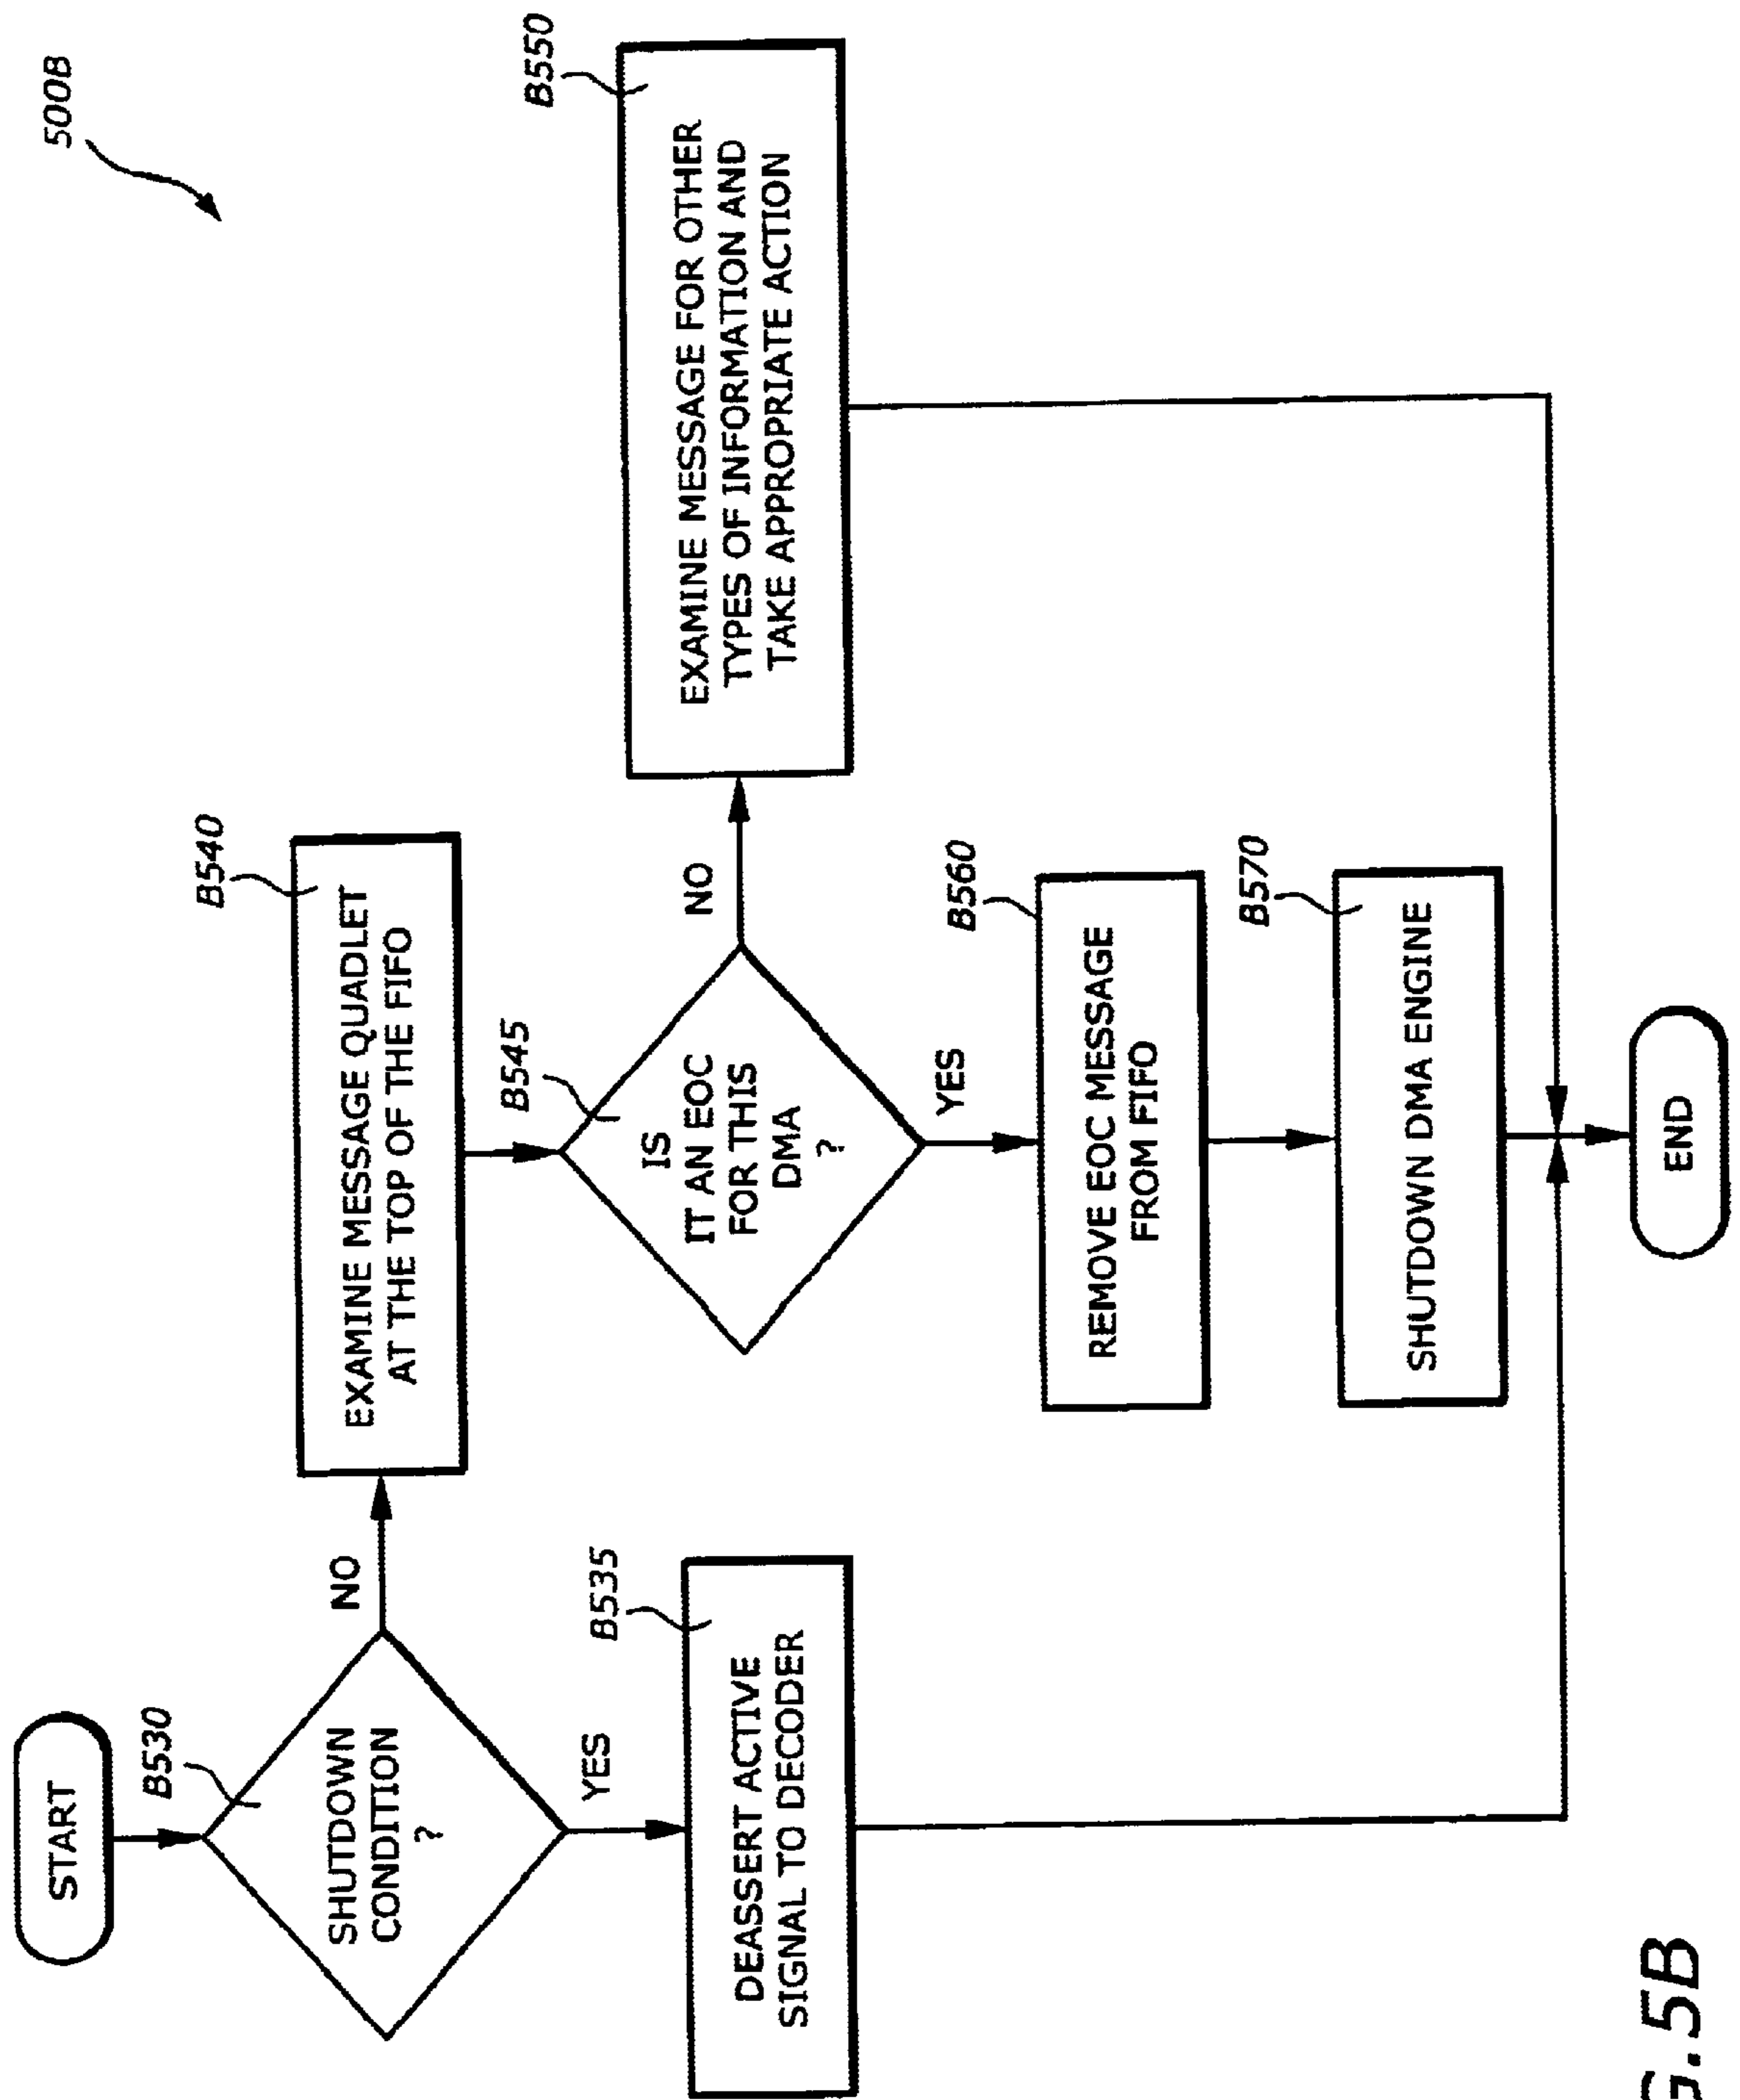 500B
START
B530
SHUTDOWN
CONDITION
?
NO
YES
B535
DEASSERT ACTIVE
SIGNAL TO DECODER
B540
EXAMINE MESSAGE QUADLET
AT THE TOP OF THE FIFO
B545
IS
IT AN EOC
FOR THIS
DMA
?
NO
YES
B550
EXAMINE MESSAGE FOR OTHER
TYPES OF INFORMATION AND
TAKE APPROPRIATE ACTION
B560
REMOVE EOC MESSAGE
FROM FIFO
B570
SHUTDOWN DMA ENGINE
END
G.5B